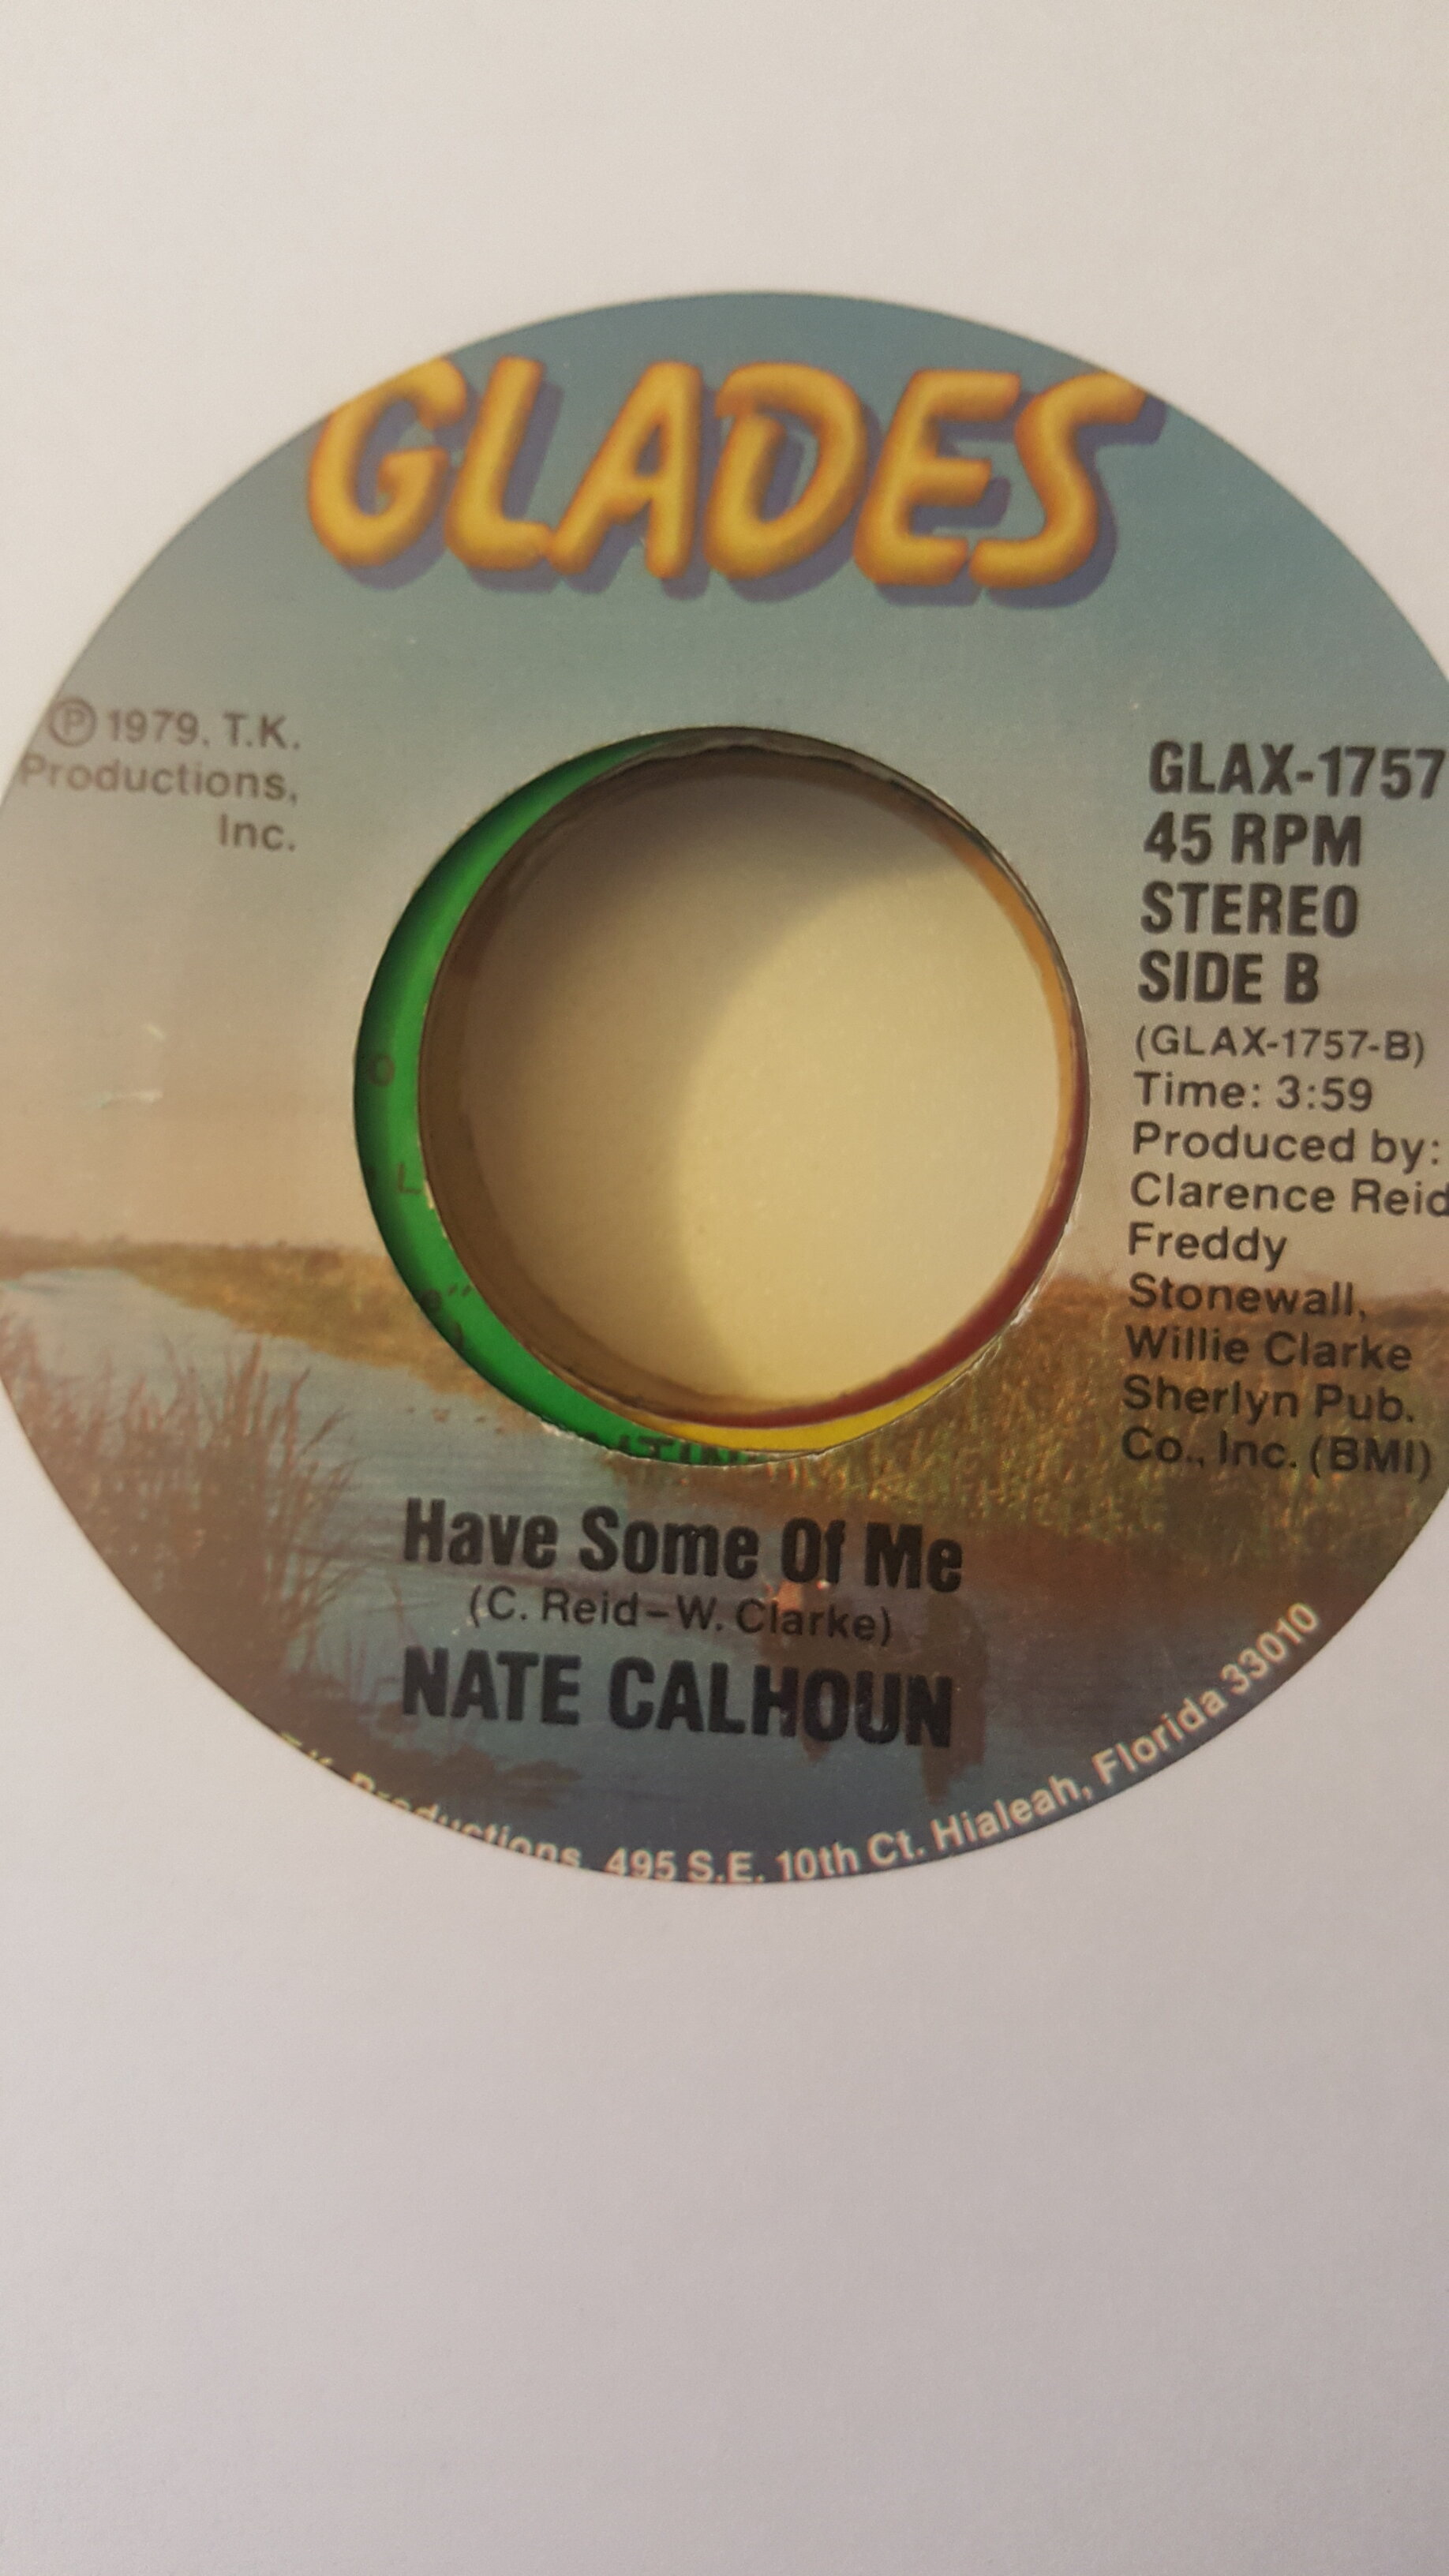 GLADES
℗ 1979. T.K.
Productions,
Inc.
GLAX-1757
45 RPM
STEREO
SIDE B
(GLAX-1757-B)
Time: 3:59
Produced by:
Clarence Reid
Freddy
Stonewall,
Willie Clarke
Sherlyn Pub.
Co., Inc. (BMI)
Have Some Of Me
(C. Reid–W. Clarke)
NATE CALHOUN
T.K. Productions, 495 S.E. 10th Ct. Hialeah, Florida 33010